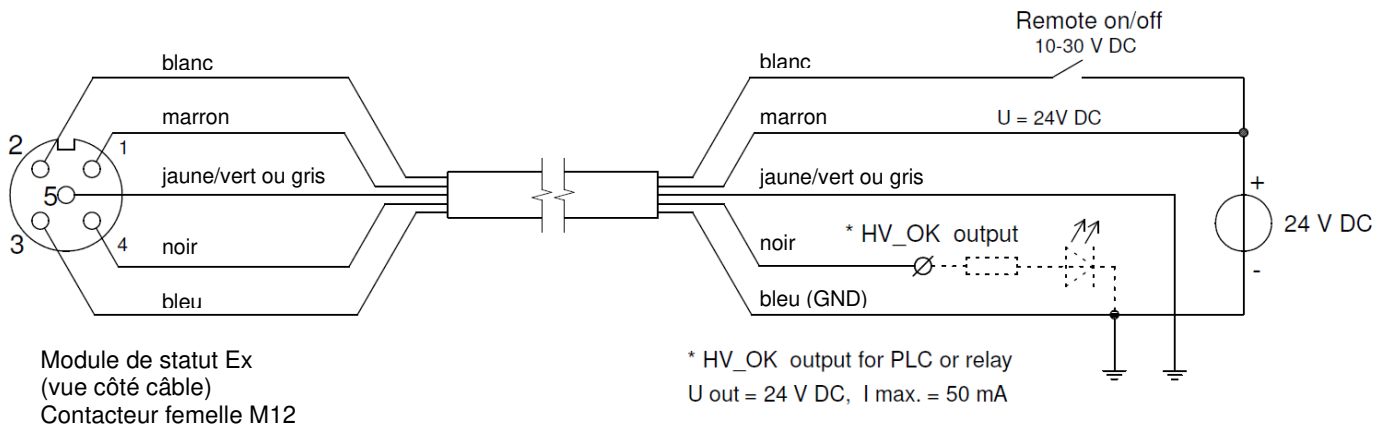 Remote on/off
10-30 V DC
blanc
blanc
marron
marron
U = 24V DC
2
1
jaune/vert ou gris
jaune/vert ou gris
5
+
24 V DC
-
3
4
noir
noir
* HV_OK output
bleu
bleu (GND)
Module de statut Ex
(vue côté câble)
Contacteur femelle M12
* HV_OK output for PLC or relay
U out = 24 V DC, I max. = 50 mA